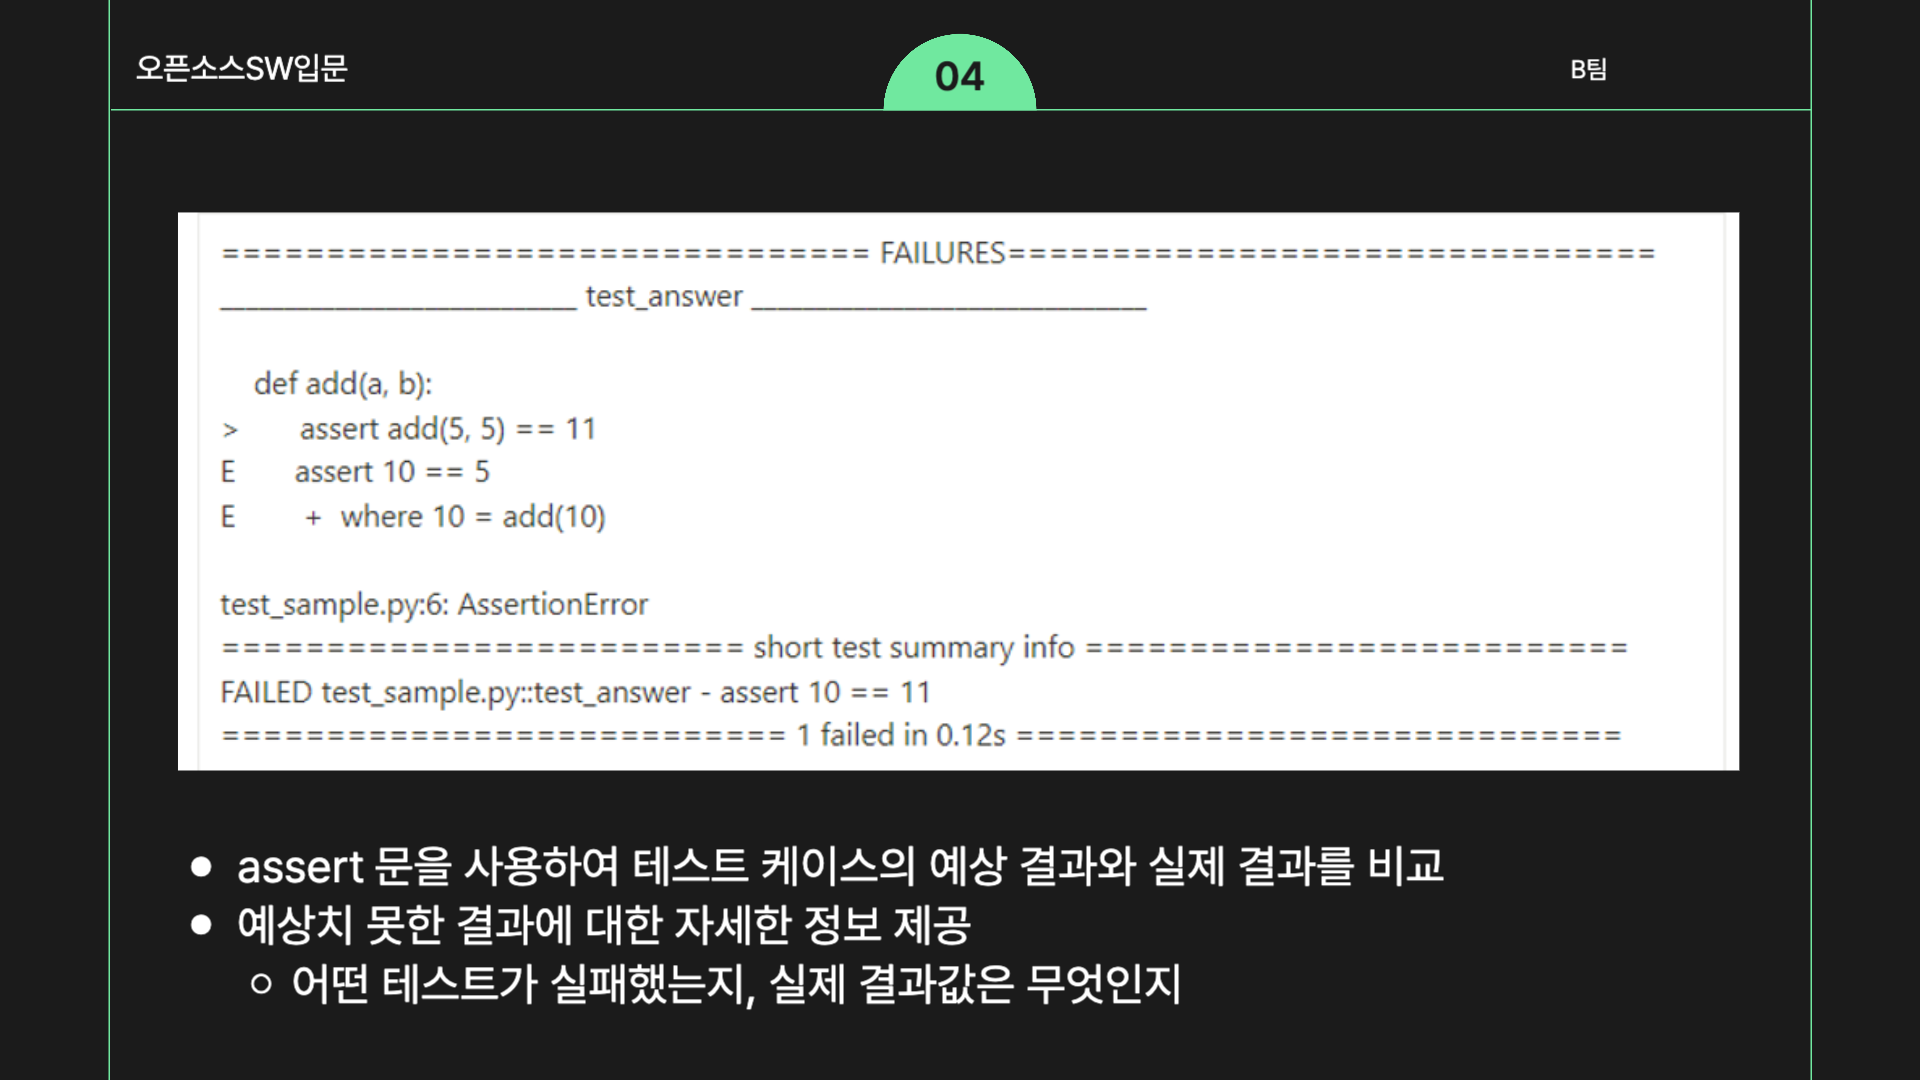 오픈소스SW입문
04
B팀
=============================== FAILURES===============================
___________________________ test_answer ______________________________
def add(a, b):
> assert add(5, 5) == 11
E assert 10 == 5
E + where 10 = add(10)
test_sample.py:6: AssertionError
========================= short test summary info ==========================
FAILED test_sample.py::test_answer - assert 10 == 11
=========================== 1 failed in 0.12s =============================
● assert 문을 사용하여 테스트 케이스의 예상 결과와 실제 결과를 비교
● 예상치 못한 결과에 대한 자세한 정보 제공
○ 어떤 테스트가 실패했는지, 실제 결과값은 무엇인지